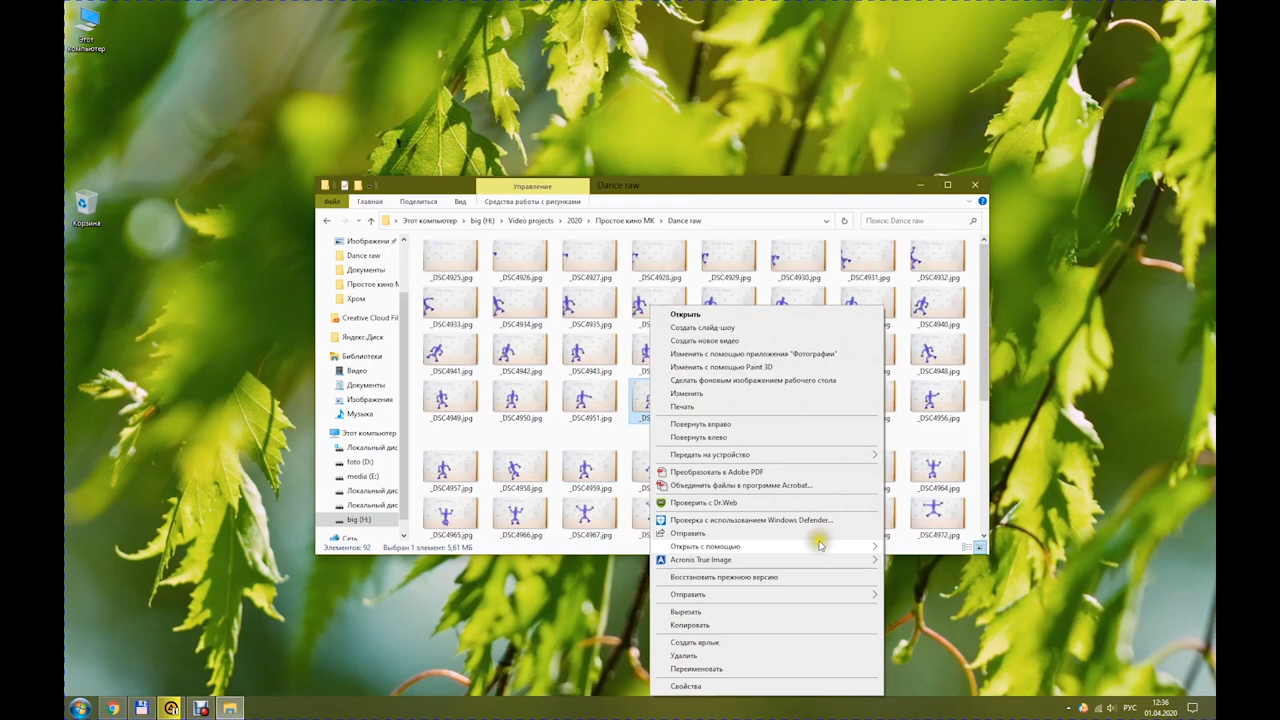 Этот
компьютер
Корзина
Управление
Dance raw
Файл
Главная
Поделиться
Вид
Средства работы с рисунками
Этот компьютер
big (H:)
Video projects
2020
Простое кино МК
Dance raw
Поиск: Dance raw
Изображени
Dance raw
Документы
Простое кино М
Хром
Creative Cloud Fil
Яндекс.Диск
Библиотеки
Видео
Документы
Изображения
Музыка
Этот компьютер
Локальный дис
foto (D:)
media (E:)
Локальный дис
Локальный дис
big (H:)
Сеть
_DSC4925.jpg
_DSC4926.jpg
_DSC4927.jpg
_DSC4928.jpg
_DSC4929.jpg
_DSC4930.jpg
_DSC4931.jpg
_DSC4932.jpg
_DSC4933.jpg
_DSC4934.jpg
_DSC4935.jpg
_DSC4940.jpg
_DSC4941.jpg
_DSC4942.jpg
_DSC4943.jpg
_DSC4948.jpg
_DSC4949.jpg
_DSC4950.jpg
_DSC4951.jpg
_DSC4956.jpg
_DSC4957.jpg
_DSC4958.jpg
_DSC4959.jpg
_DSC4964.jpg
_DSC4965.jpg
_DSC4966.jpg
_DSC4967.jpg
_DSC4972.jpg
Элементов: 92
Выбран 1 элемент: 5,61 МБ
Открыть
Создать слайд-шоу
Создать новое видео
Изменить с помощью приложения "Фотографии"
Изменить с помощью Paint 3D
Сделать фоновым изображением рабочего стола
Изменить
Печать
Повернуть вправо
Повернуть влево
Передать на устройство
Преобразовать в Adobe PDF
Объединить файлы в программе Acrobat...
Проверить с Dr.Web
Проверка с использованием Windows Defender...
Отправить
Открыть с помощью
Acronis True Image
Восстановить прежнюю версию
Отправить
Вырезать
Копировать
Создать ярлык
Удалить
Переименовать
Свойства
РУС
12:36
01.04.2020